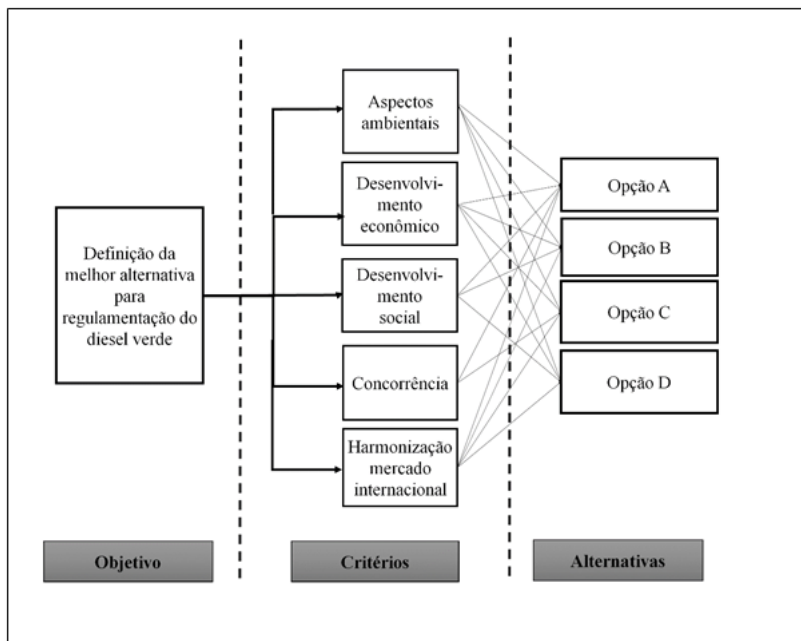 Definição da
melhor alternativa
para
regulamentação do
diesel verde
Aspectos
ambientais
Desenvolvi-
mento
econômico
Desenvolvi-
mento
social
Concorrência
Harmonização
mercado
internacional
Opção A
Opção B
Opção C
Opção D
Objetivo
Critérios
Alternativas